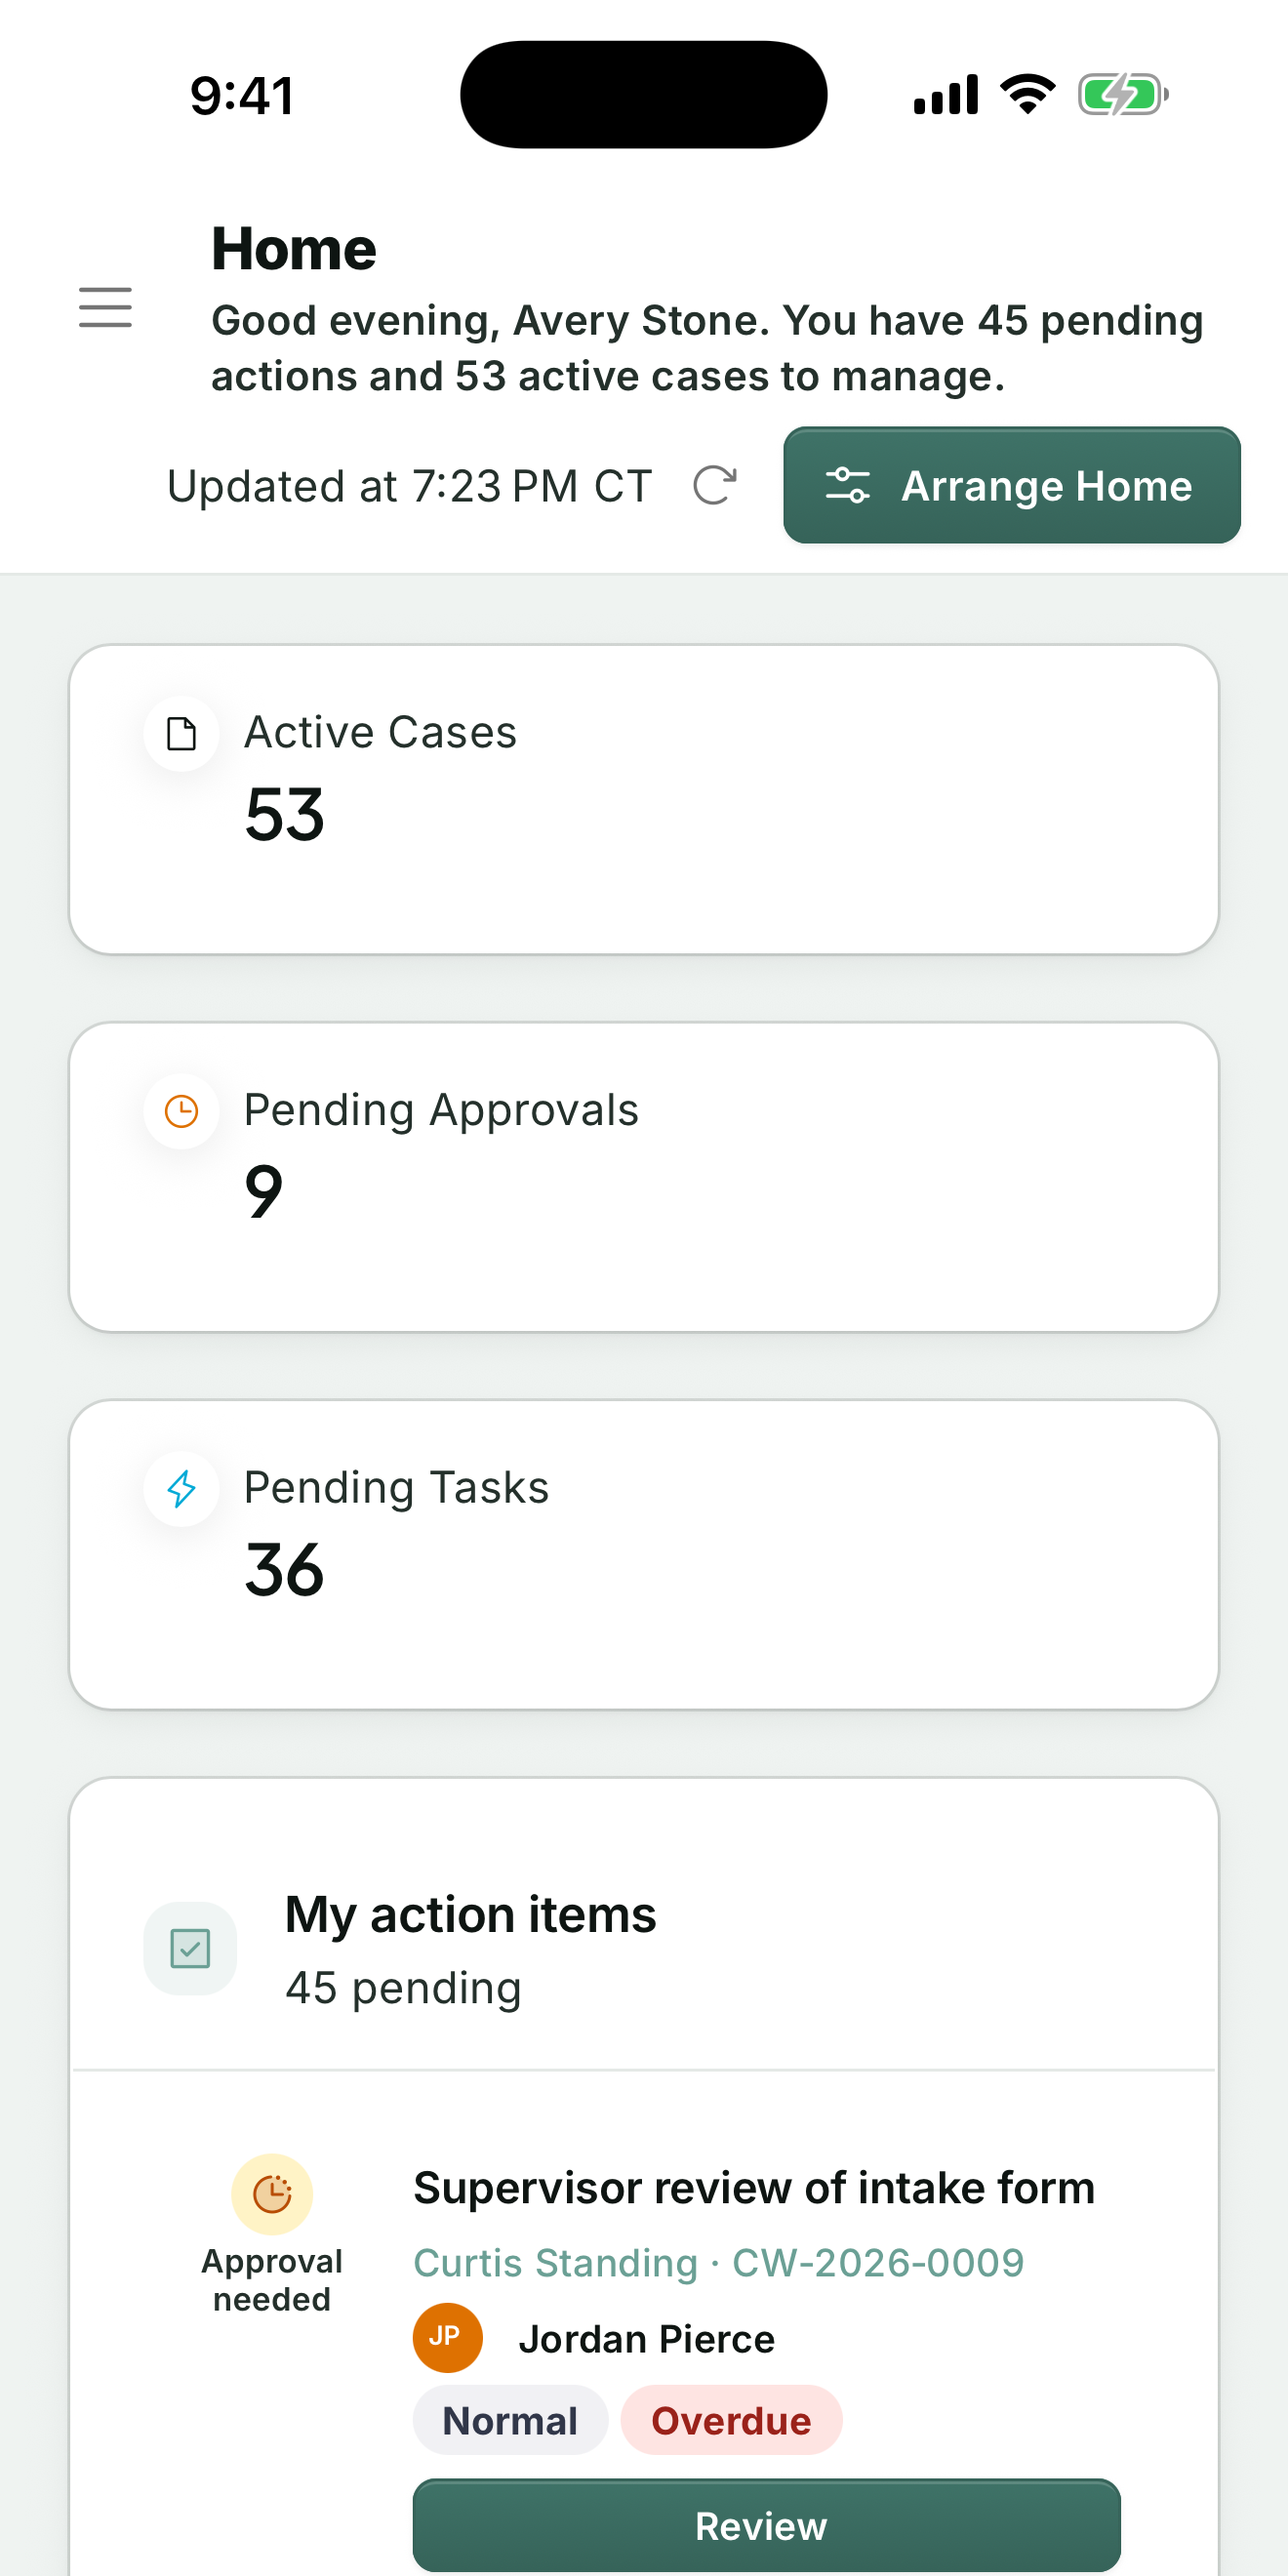 9:41
Home
Good evening, Avery Stone. You have 45 pending
actions and 53 active cases to manage.
Updated at 7:23 PM CT
Arrange Home
Active Cases
53
Pending Approvals
9
Pending Tasks
36
My action items
45 pending
Approval
needed
Supervisor review of intake form
Curtis Standing · CW-2026-0009
JP Jordan Pierce
Normal Overdue
Review